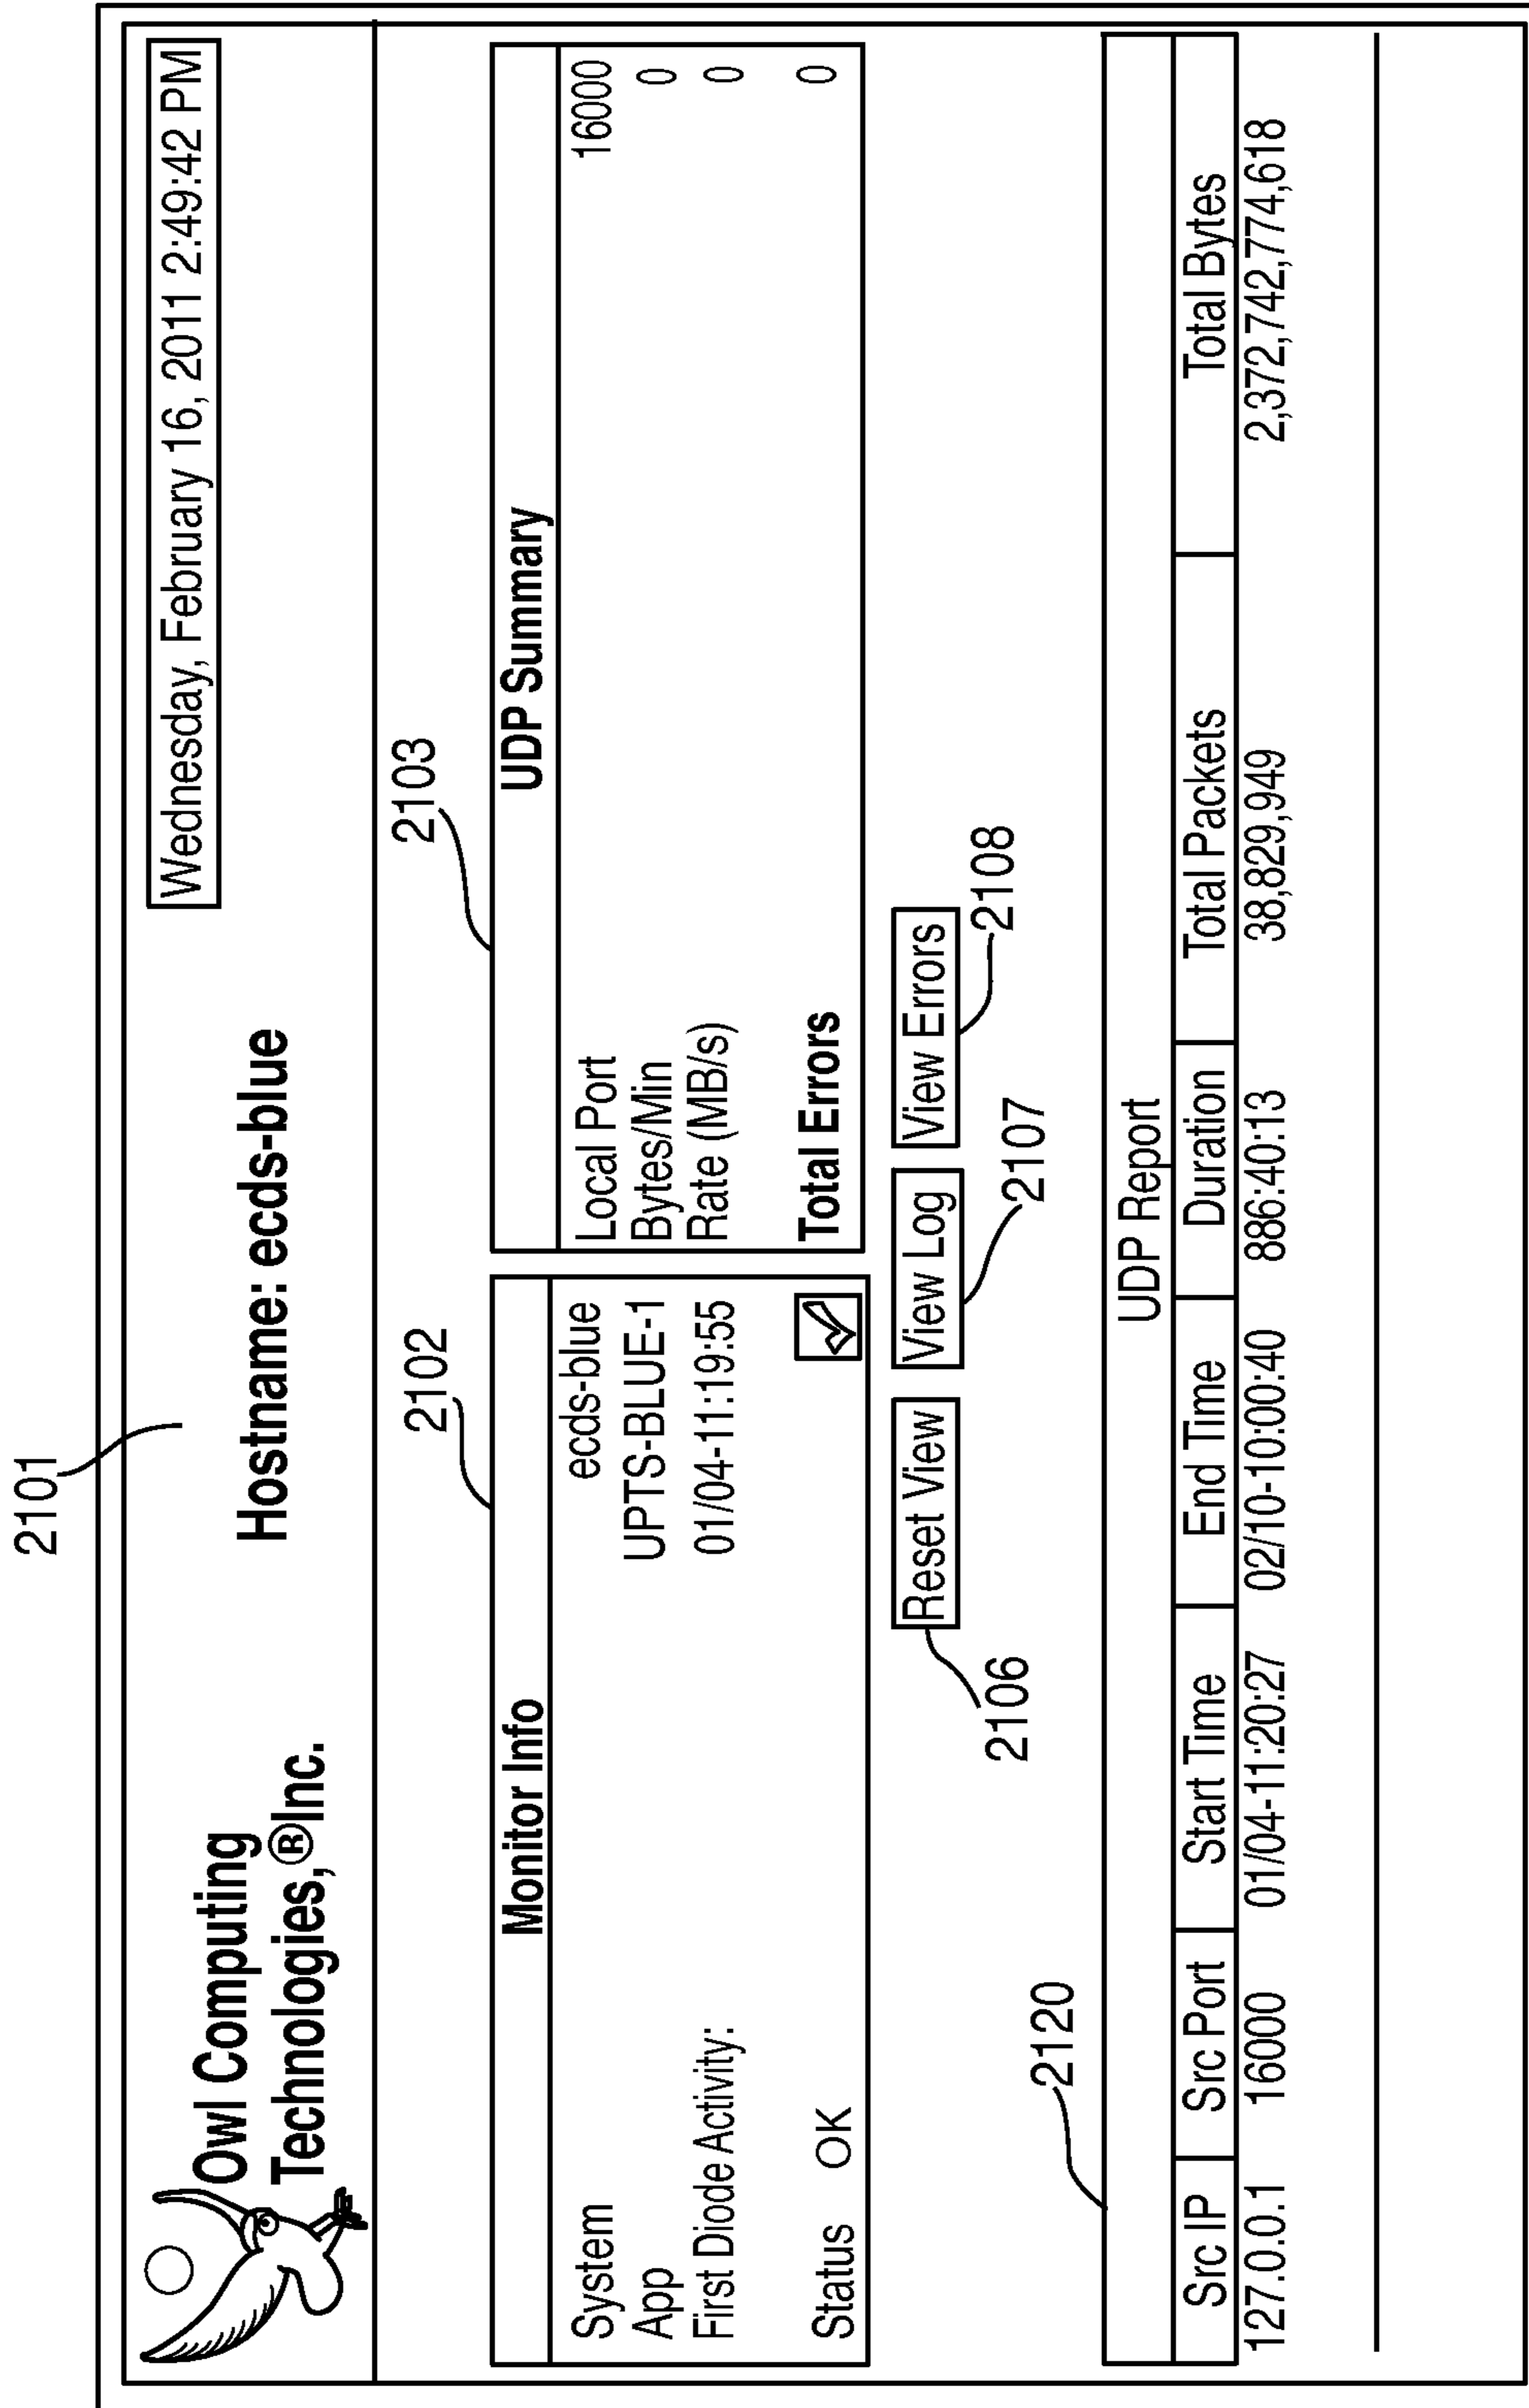 2101
Wednesday, February 16, 2011 2:49:42 PM
Owl Computing
Technologies,®Inc.
Hostname: ecds-blue
2102
2103
Monitor Info
System ecds-blue
App UPTS-BLUE-1
First Diode Activity: 01/04-11:19:55
Status OK
UDP Summary
Local Port 16000
Bytes/Min 0
Rate (MB/s) 0
Total Errors 0
Reset View View Log View Errors
2106 2107 2108
2120
UDP Report
Src IP Src Port Start Time End Time Duration Total Packets Total Bytes
127.0.0.1 16000 01/04-11:20:27 02/10-10:00:40 886:40:13 38,829,949 2,372,742,774,618